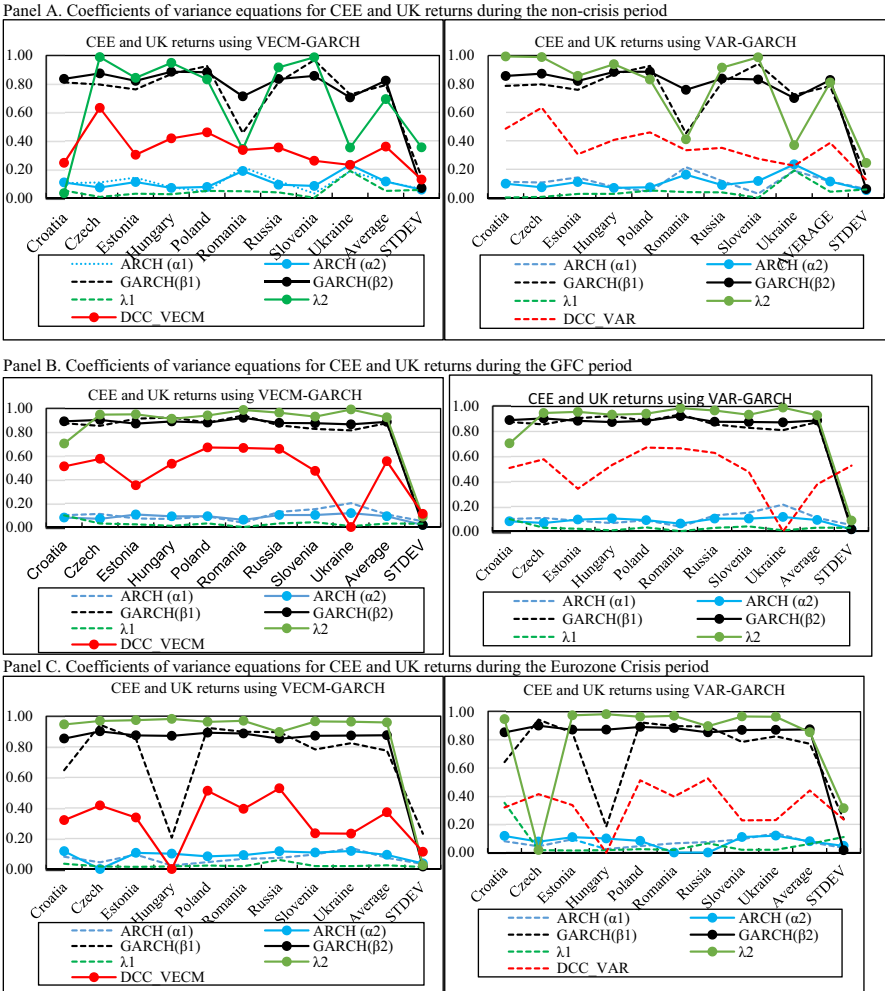 Panel A. Coefficients of variance equations for CEE and UK returns during the non-crisis period
CEE and UK returns using VECM-GARCH
1.00
0.80
0.60
0.40
0.20
0.00
Croatia
Czech
Estonia
Hungary
Poland
Romania
Russia
Slovenia
Ukraine
Average
STDEV
ARCH (α1)
ARCH (α2)
GARCH(β1)
GARCH(β2)
λ1
λ2
DCC_VECM
CEE and UK returns using VAR-GARCH
1.00
0.80
0.60
0.40
0.20
0.00
Croatia
Czech
Estonia
Hungary
Poland
Romania
Russia
Slovenia
Ukraine
AVERAGE
STDEV
ARCH (α1)
ARCH (α2)
GARCH(β1)
GARCH(β2)
λ1
λ2
DCC_VAR
Panel B. Coefficients of variance equations for CEE and UK returns during the GFC period
CEE and UK returns using VECM-GARCH
1.00
0.80
0.60
0.40
0.20
0.00
Croatia
Czech
Estonia
Hungary
Poland
Romania
Russia
Slovenia
Ukraine
Average
STDEV
ARCH (α1)
ARCH (α2)
GARCH(β1)
GARCH(β2)
λ1
λ2
DCC_VECM
CEE and UK returns using VAR-GARCH
1.00
0.80
0.60
0.40
0.20
0.00
Croatia
Czech
Estonia
Hungary
Poland
Romania
Russia
Slovenia
Ukraine
Average
STDEV
ARCH (α1)
ARCH (α2)
GARCH(β1)
GARCH(β2)
λ1
λ2
Panel C. Coefficients of variance equations for CEE and UK returns during the Eurozone Crisis period
CEE and UK returns using VECM-GARCH
1.00
0.80
0.60
0.40
0.20
0.00
Croatia
Czech
Estonia
Hungary
Poland
Romania
Russia
Slovenia
Ukraine
Average
STDEV
ARCH (α1)
ARCH (α2)
GARCH(β1)
GARCH(β2)
λ1
λ2
DCC_VECM
CEE and UK returns using VAR-GARCH
1.00
0.80
0.60
0.40
0.20
0.00
Croatia
Czech
Estonia
Hungary
Poland
Romania
Russia
Slovenia
Ukraine
Average
STDEV
ARCH (α1)
ARCH (α2)
GARCH(β1)
GARCH(β2)
λ1
λ2
DCC_VAR